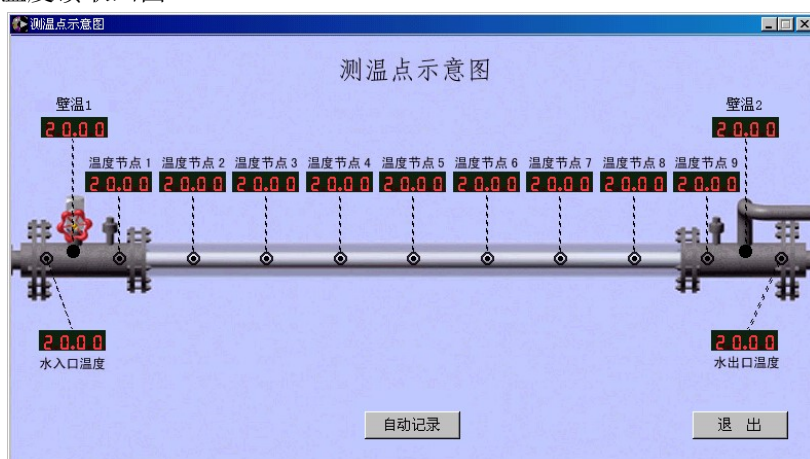 测温点示意图
测温点示意图
壁温1
壁温2
20.00
20.00
温度节点1 温度节点2 温度节点3 温度节点4 温度节点5 温度节点6 温度节点7 温度节点8 温度节点9
20.00 20.00 20.00 20.00 20.00 20.00 20.00 20.00 20.00
20.00
20.00
水入口温度
水出口温度
自动记录
退 出